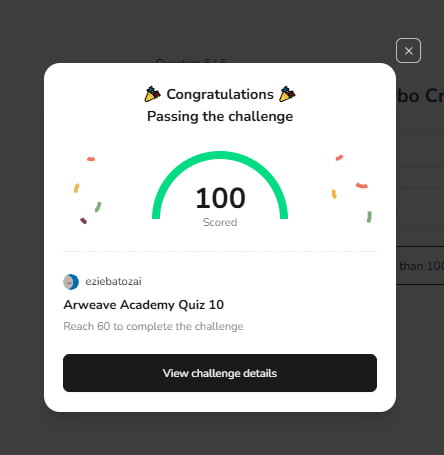 Question 6 / 6
bo Cr
🎉 Congratulations 🎉
Passing the challenge
100
Scored
than 100
eziebatozai
Arweave Academy Quiz 10
Reach 60 to complete the challenge
View challenge details